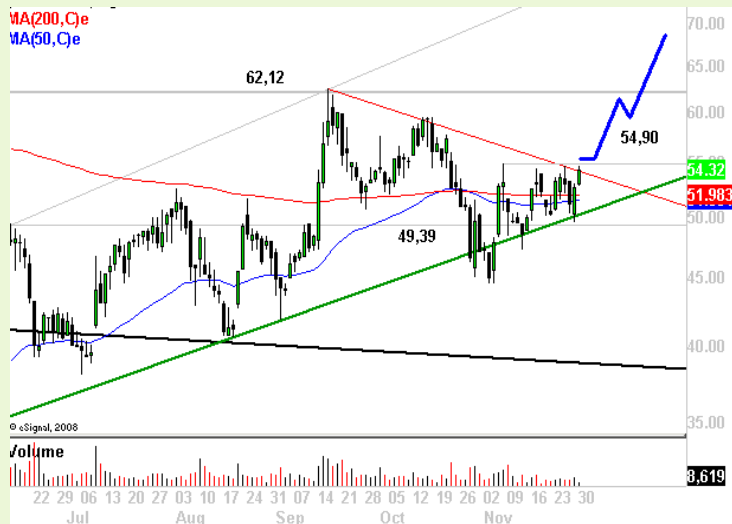 MA(200,C)e
MA(50,C)e
70.00
65.00
62,12
60.00
54,90
54.32
51.983
50.00
49,39
45.00
40.00
35.00
© eSignal, 2008
Volume
8,619
22 29 06 13 20 27 03 10 17 24 31 07 14 21 28 05 12 19 26 02 09 16 23 30
Jul Aug Sep Oct Nov